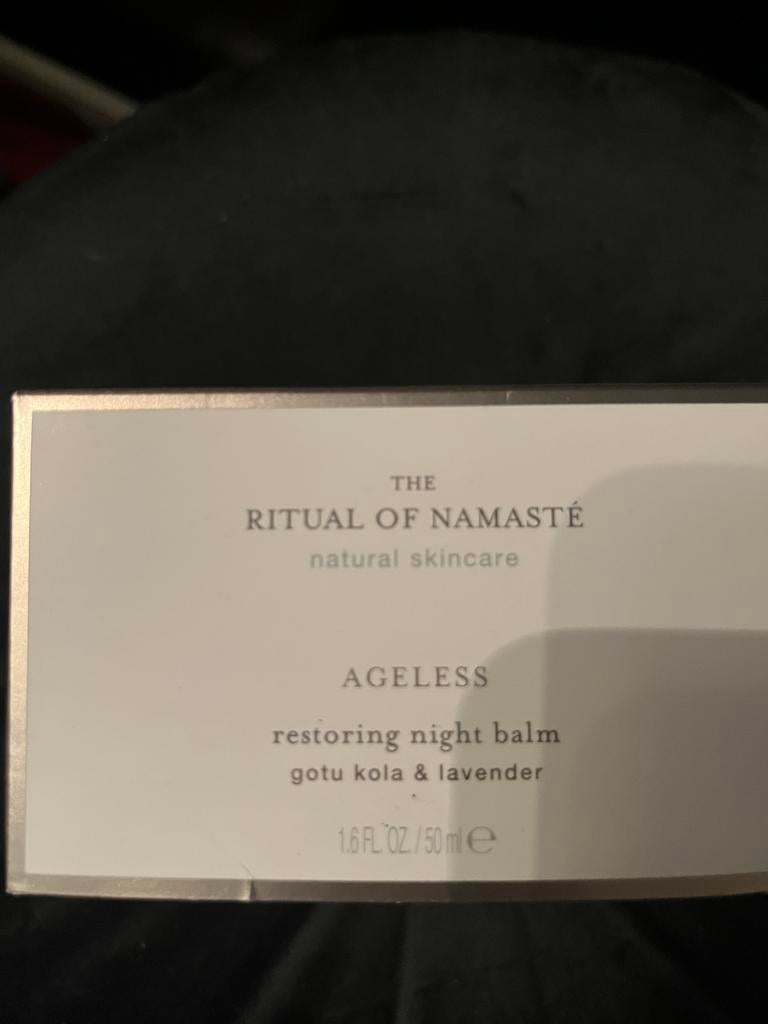 THE
RITUAL OF NAMASTÉ
natural skincare
AGELESS
restoring night balm
gotu kola & lavender
1.6 FL. OZ. / 50 ml ℮